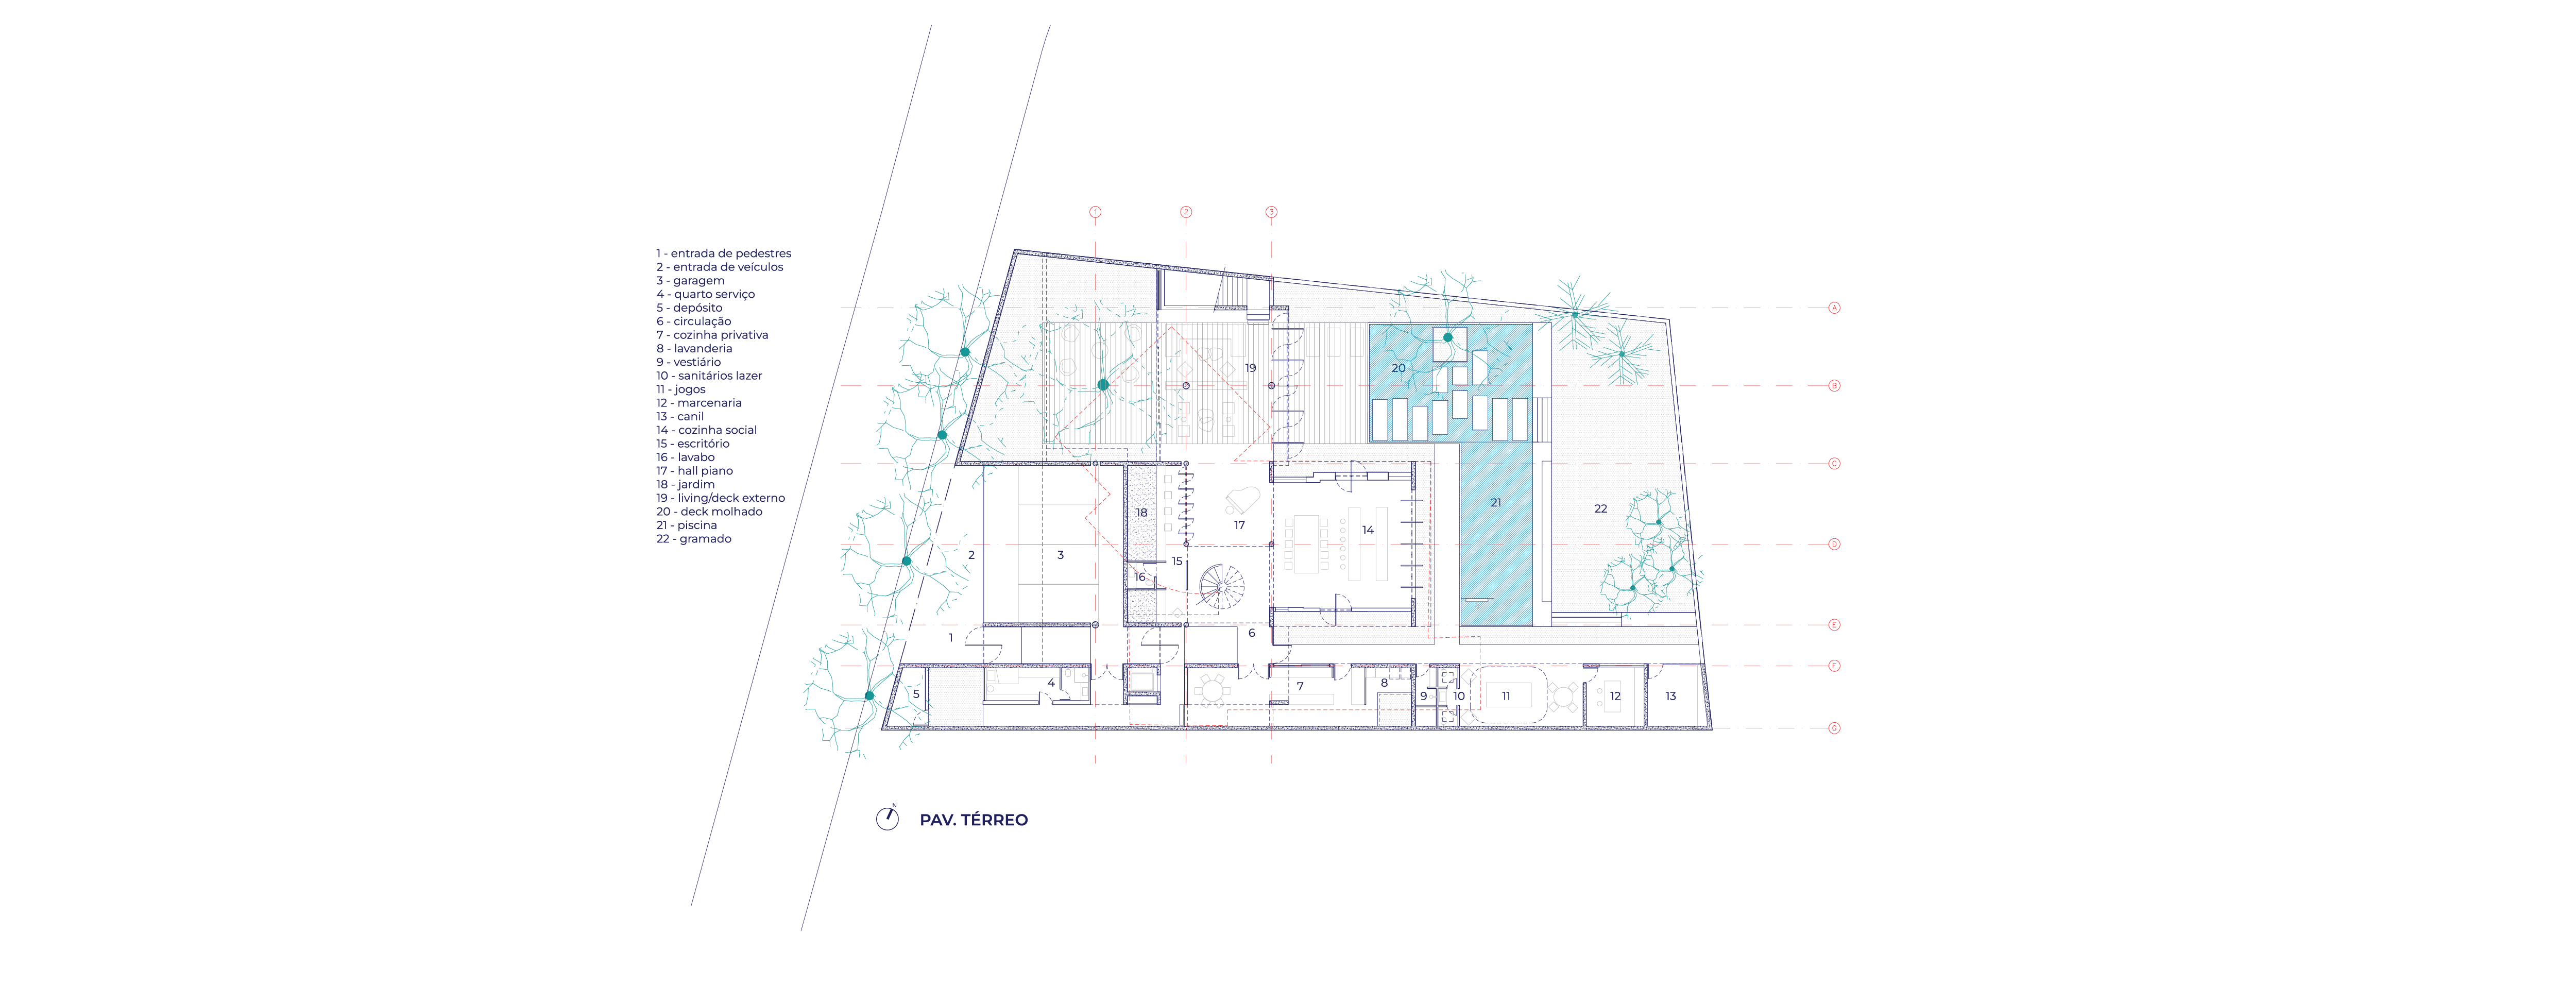 1 2 3
1 - entrada de pedestres
2 - entrada de veículos
3 - garagem
4 - quarto serviço
5 - depósito
6 - circulação
7 - cozinha privativa
8 - lavanderia
9 - vestiário
10 - sanitários lazer
11 - jogos
12 - marcenaria
13 - canil
14 - cozinha social
15 - escritório
16 - lavabo
17 - hall piano
18 - jardim
19 - living/deck externo
20 - deck molhado
21 - piscina
22 - gramado
A
19 20
B
C
21
22
18
17
14
D
2 3
15
16
E
1
6
F
5
4
7
8
9
10
11
12
13
G
N
PAV. TÉRREO